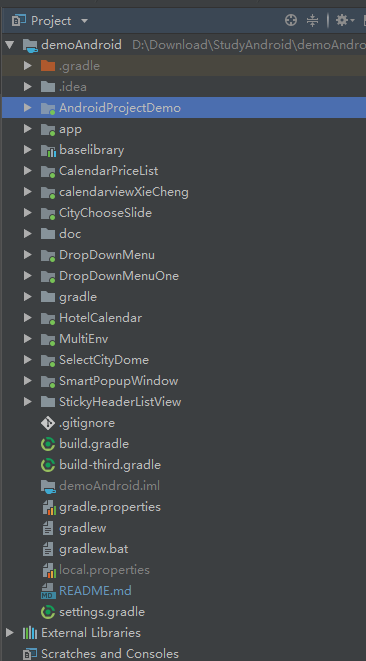 Project
demoAndroid D:\Download\StudyAndroid\demoAndro
.gradle
.idea
AndroidProjectDemo
app
baselibrary
CalendarPriceList
calendarviewXieCheng
CityChooseSlide
doc
DropDownMenu
DropDownMenuOne
gradle
HotelCalendar
MultiEnv
SelectCityDome
SmartPopupWindow
StickyHeaderListView
.gitignore
build.gradle
build-third.gradle
demoAndroid.iml
gradle.properties
gradlew
gradlew.bat
local.properties
MD README.md
settings.gradle
External Libraries
Scratches and Consoles